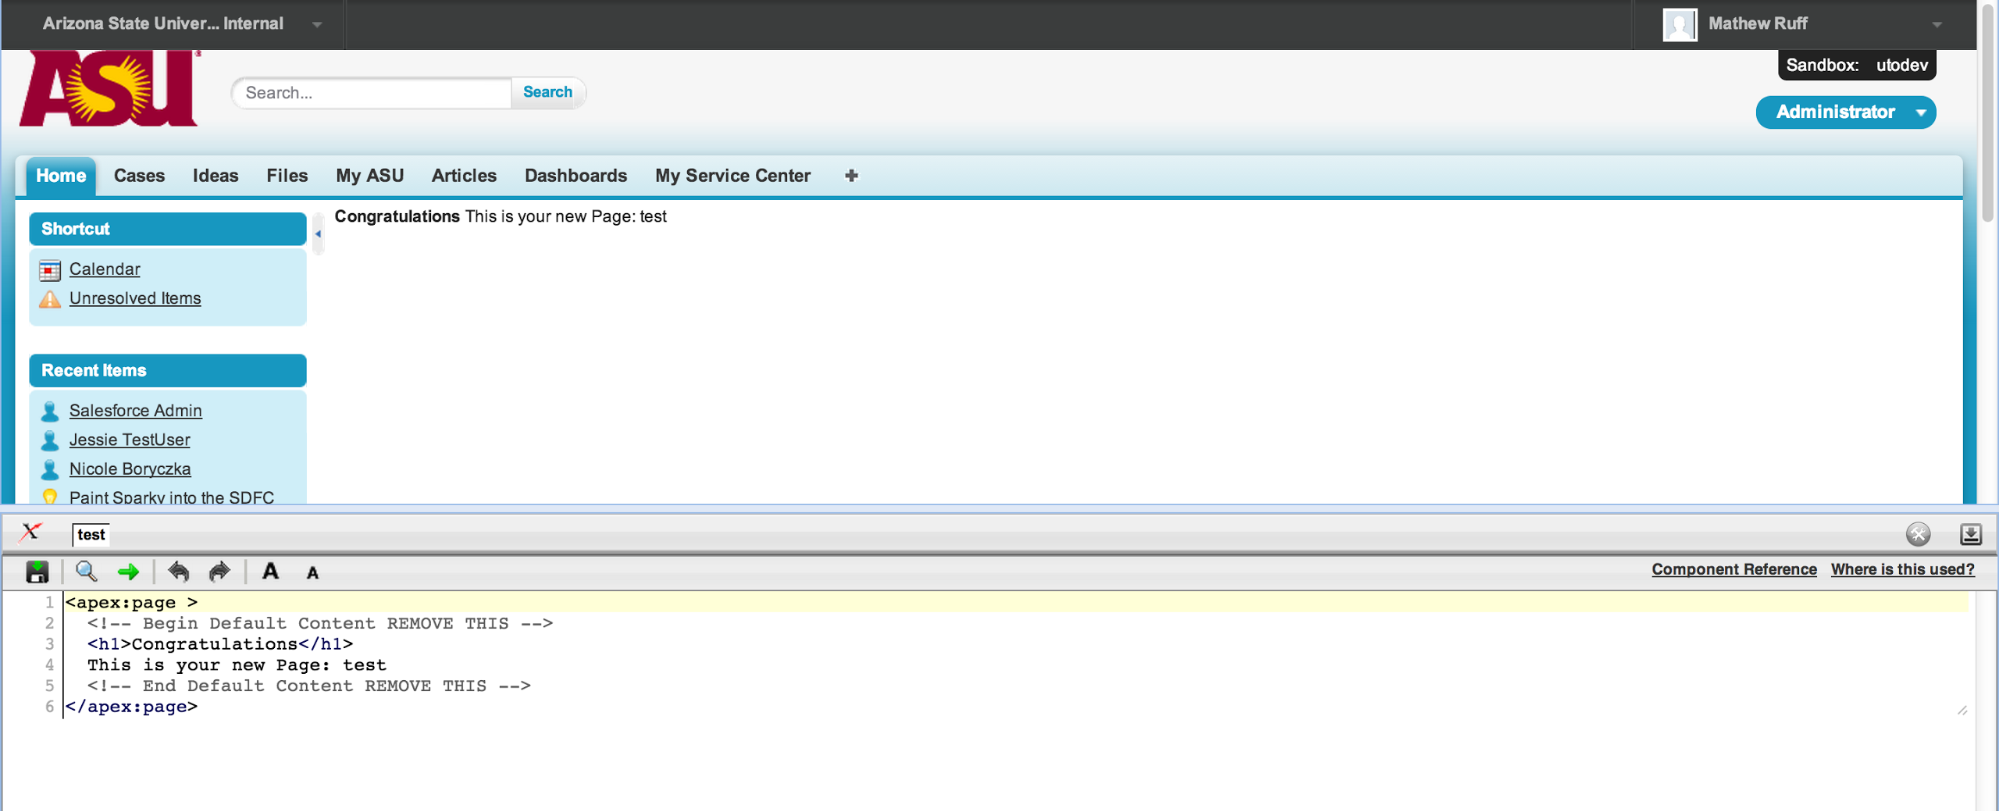 Arizona State Univer... Internal
Mathew Ruff
ASU
®
Search...
Search
Sandbox: utodev
Administrator
Home Cases Ideas Files My ASU Articles Dashboards My Service Center +
Shortcut
Calendar
Unresolved Items
Congratulations This is your new Page: test
Recent Items
Salesforce Admin
Jessie TestUser
Nicole Boryczka
Paint Sparky into the SDFC
test
A A
Component Reference Where is this used?
1 <apex:page >
2 <!-- Begin Default Content REMOVE THIS -->
3 <h1>Congratulations</h1>
4 This is your new Page: test
5 <!-- End Default Content REMOVE THIS -->
6 </apex:page>